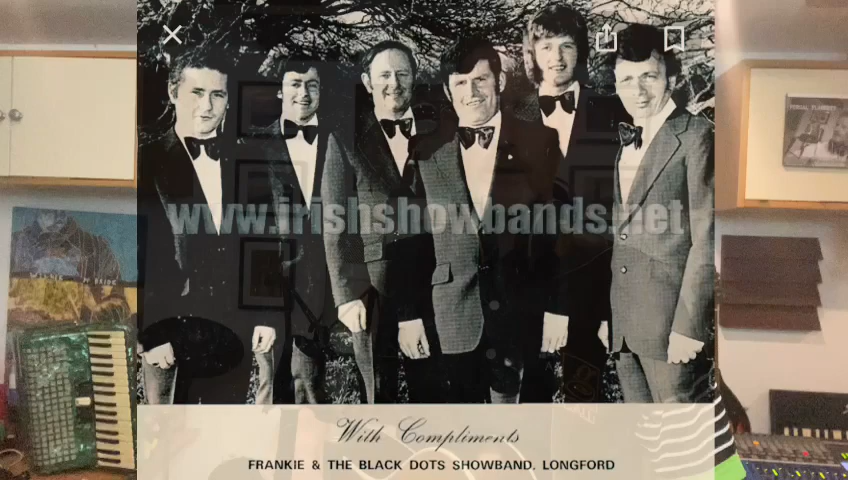 www.irishshowbands.net
With Compliments
FRANKIE & THE BLACK DOTS SHOWBAND, LONGFORD